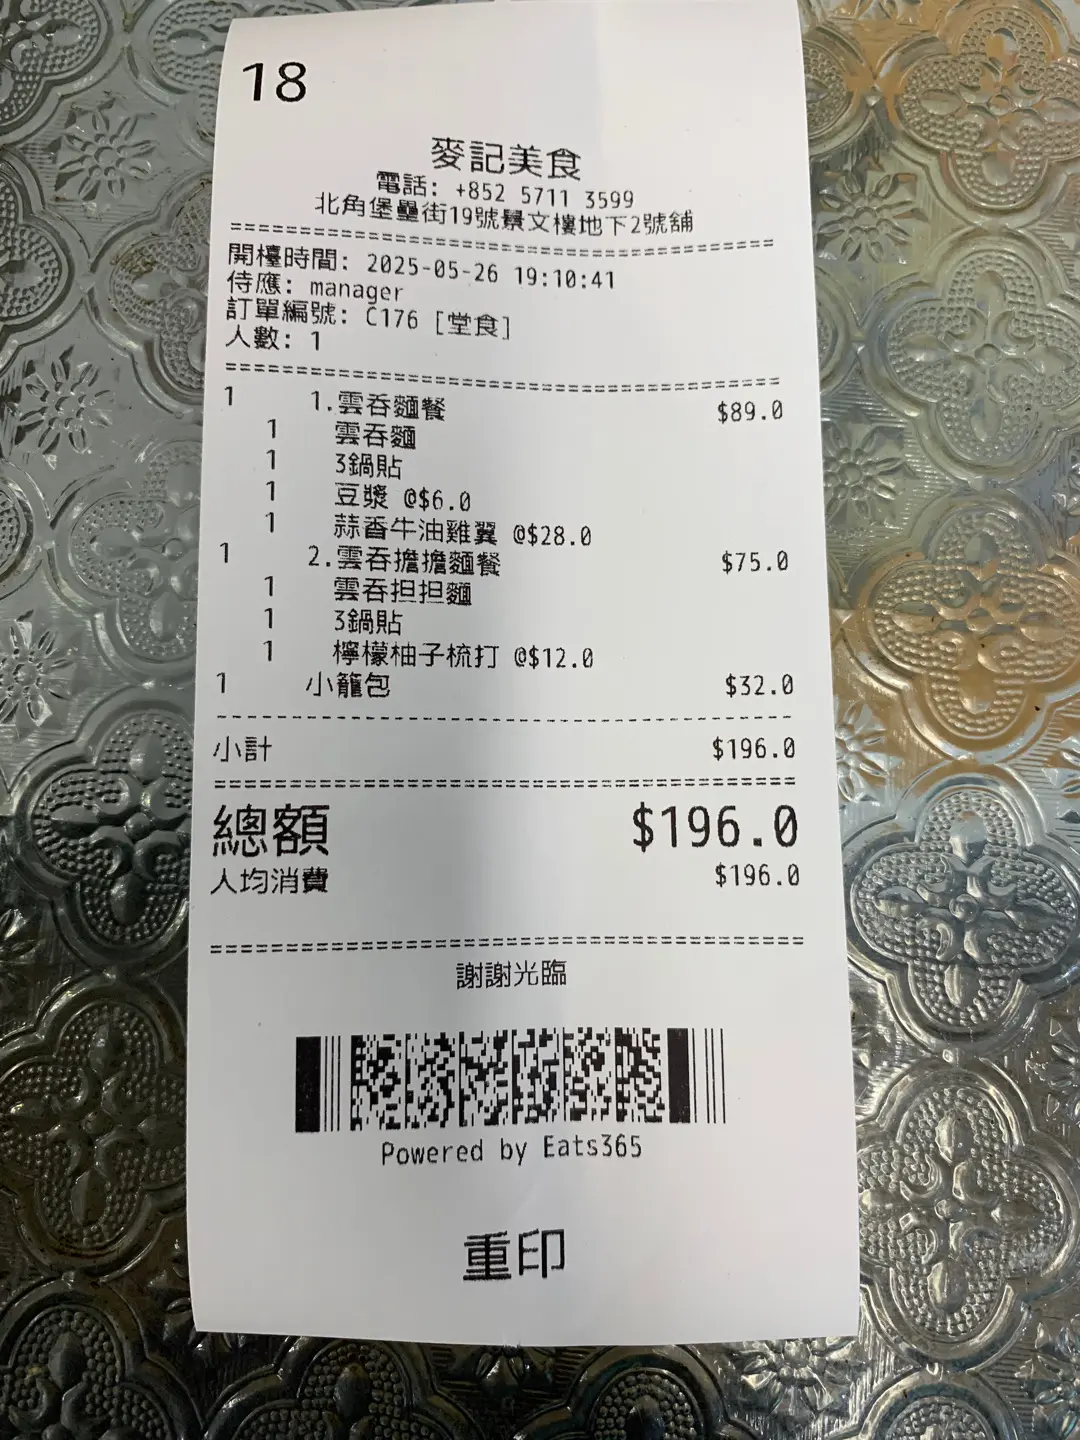 18
麥記美食
電話: +852 5711 3599
北角堡壘街19號景文樓地下2號舖
================================================
開檯時間: 2025-05-26 19:10:41
侍應: manager
訂單編號: C176 [堂食]
人數: 1
================================================
1 1.雲吞麵餐 $89.0
1 雲吞麵
1 3鍋貼
1 豆漿 @$6.0
1 蒜香牛油雞翼 @$28.0
1 2.雲吞擔擔麵餐 $75.0
1 雲吞担担麵
1 3鍋貼
1 檸檬柚子梳打 @$12.0
1 小籠包 $32.0
------------------------------------------------
小計 $196.0
================================================
總額 $196.0
人均消費 $196.0
================================================
謝謝光臨
Powered by Eats365
重印